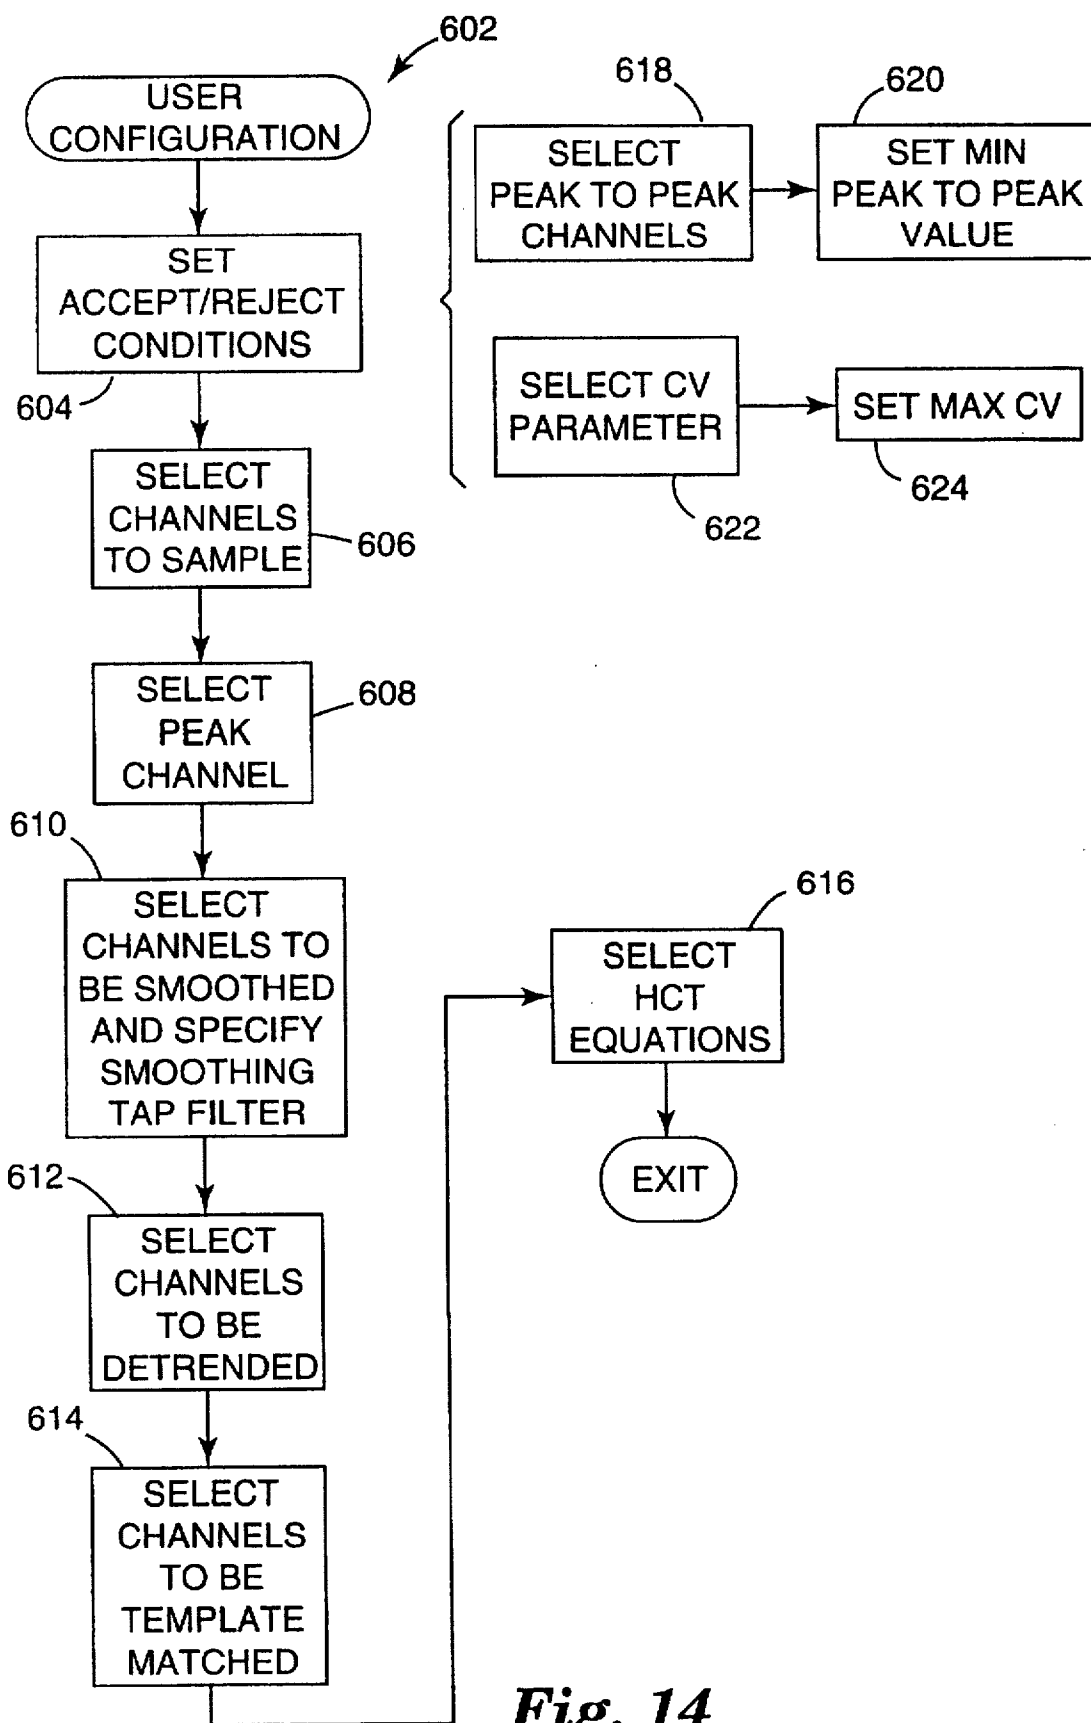 602
USER
CONFIGURATION
SET
ACCEPT/REJECT
CONDITIONS
604
SELECT
CHANNELS
TO SAMPLE
606
SELECT
PEAK
CHANNEL
608
610
SELECT
CHANNELS TO
BE SMOOTHED
AND SPECIFY
SMOOTHING
TAP FILTER
612
SELECT
CHANNELS
TO BE
DETRENDED
614
SELECT
CHANNELS
TO BE
TEMPLATE
MATCHED
618
SELECT
PEAK TO PEAK
CHANNELS
620
SET MIN
PEAK TO PEAK
VALUE
SELECT CV
PARAMETER
622
SET MAX CV
624
616
SELECT
HCT
EQUATIONS
EXIT
Fig. 14